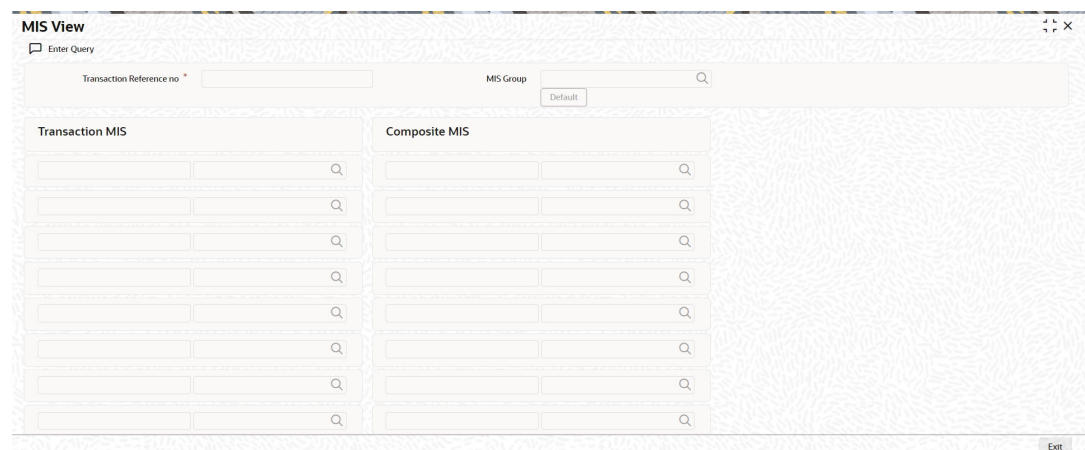 MIS View
Enter Query
Transaction Reference no *
MIS Group
Default
Transaction MIS
Composite MIS
Exit